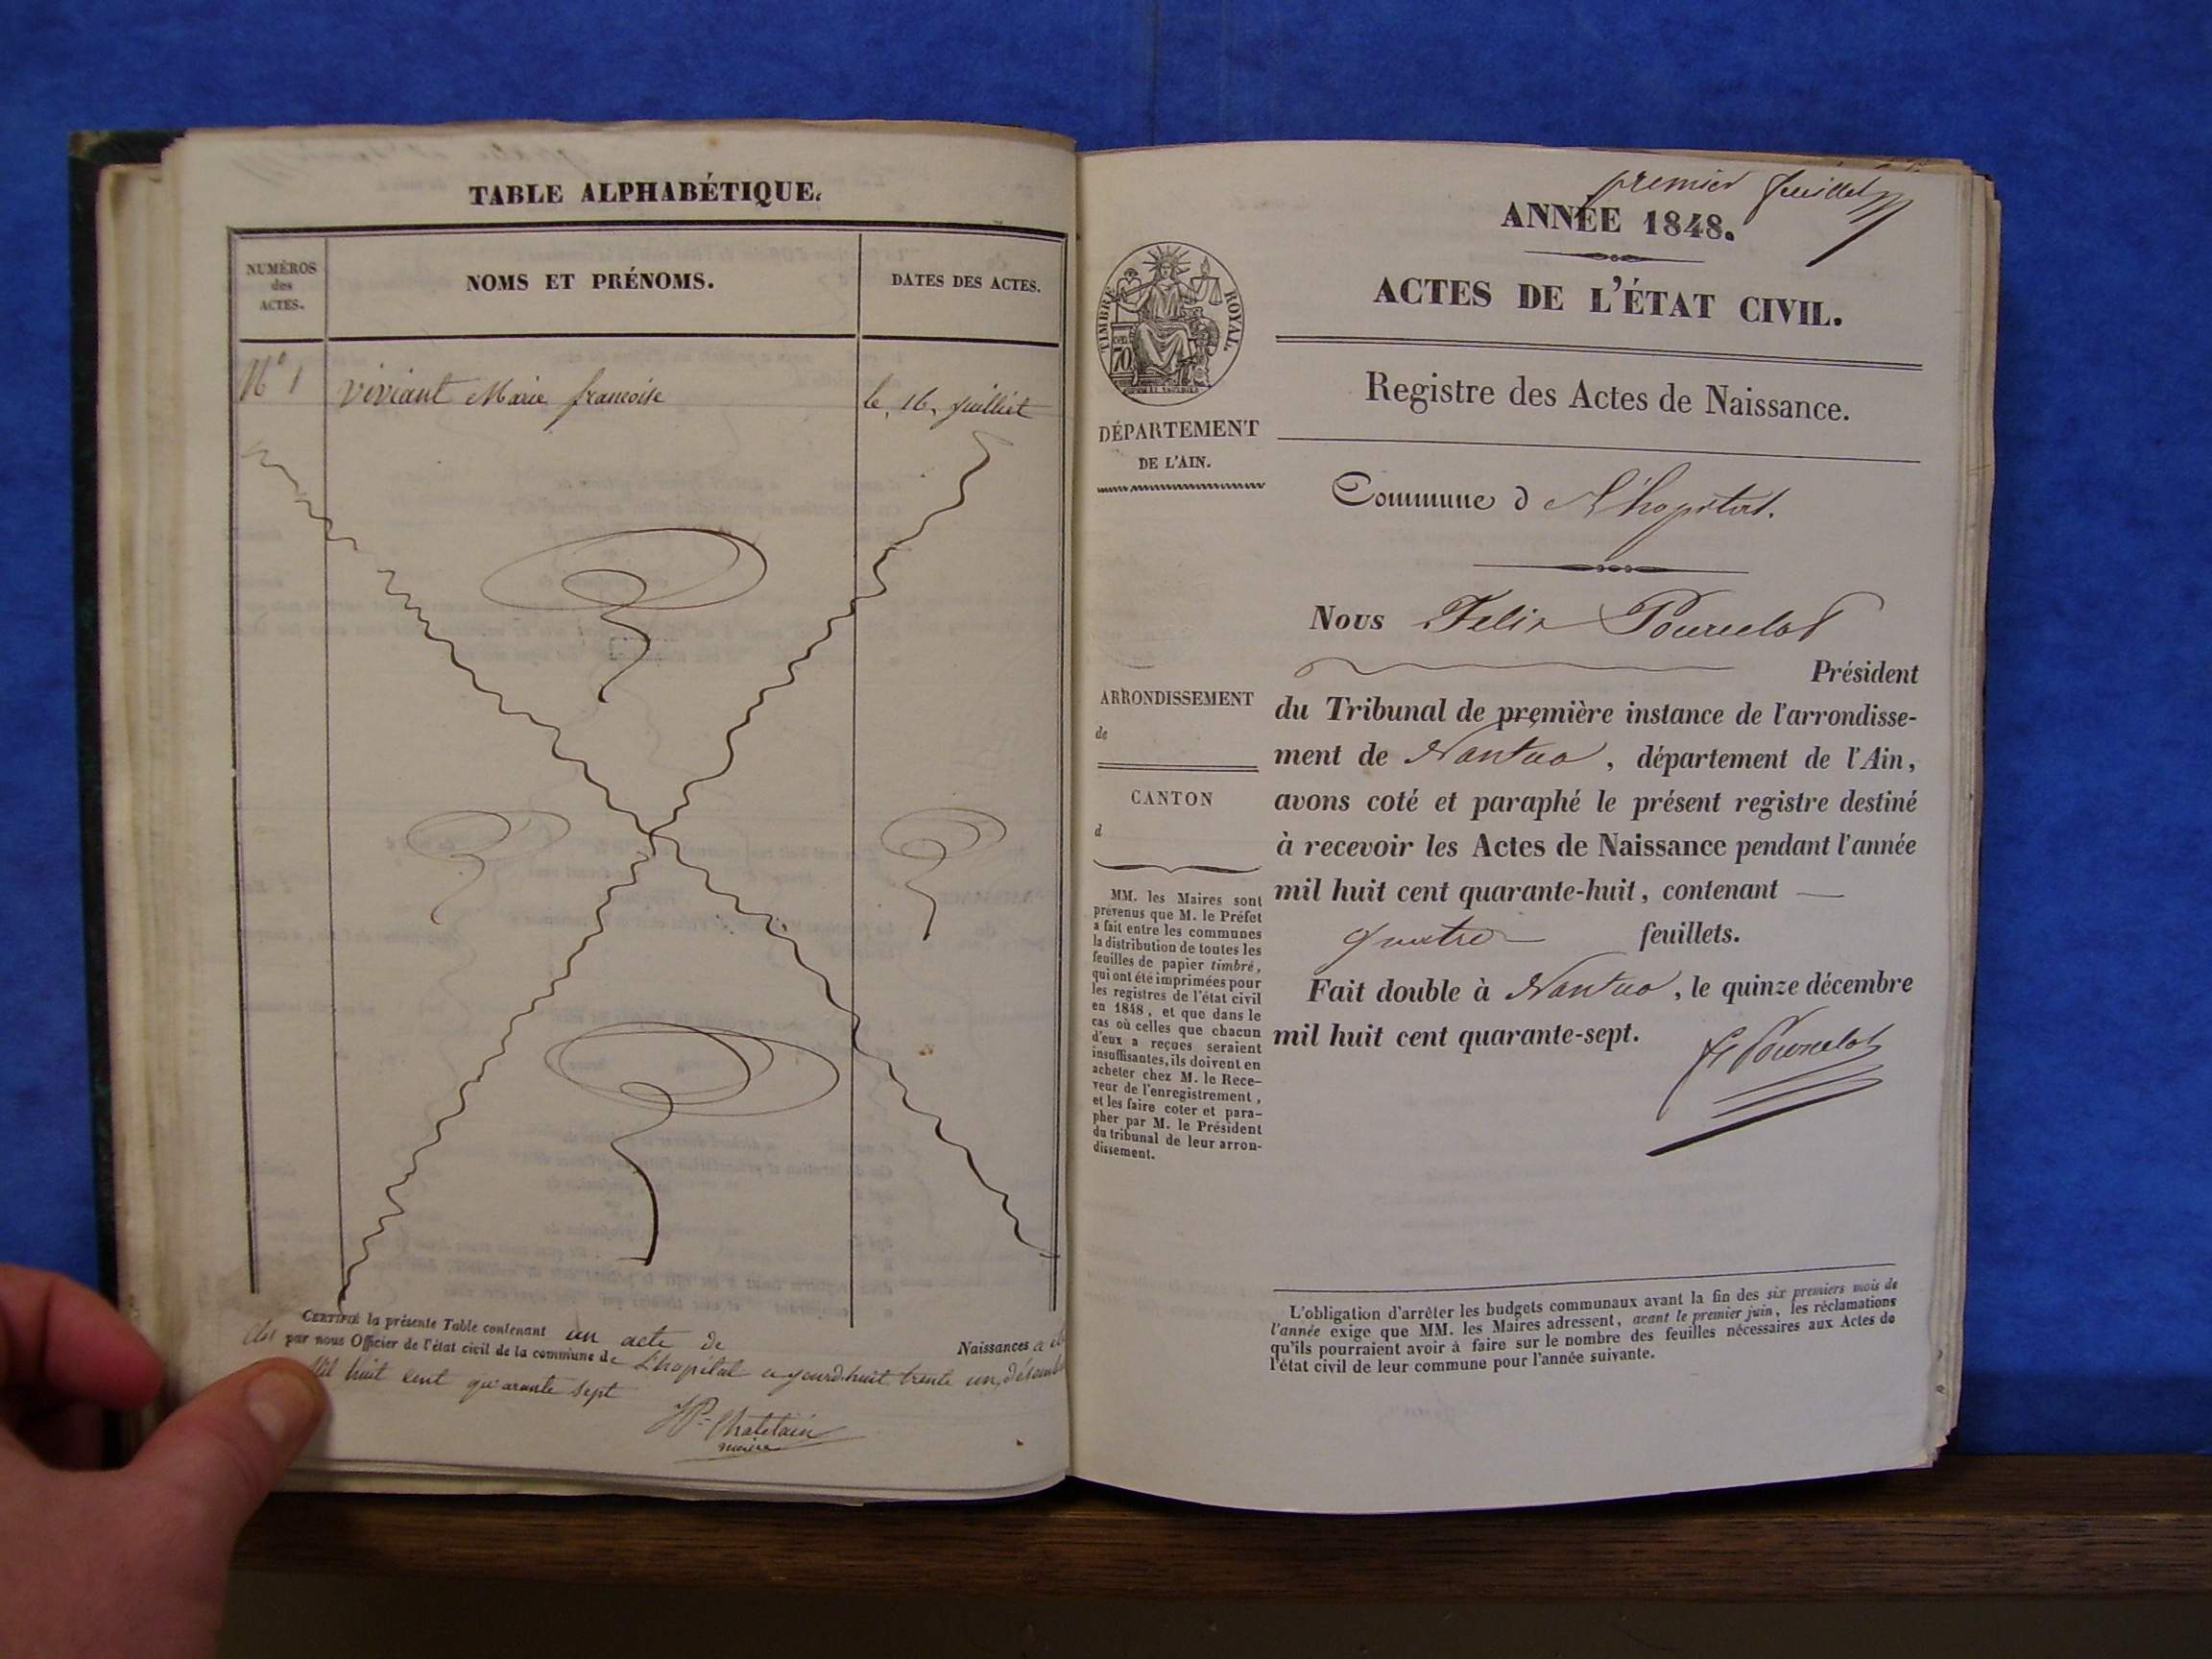 TABLE ALPHABÉTIQUE.
NUMÉROS
des
ACTES.
NOMS ET PRÉNOMS.
DATES DES ACTES.
N° 1 Viviant Marie francoise le, 16, Juilliet
CERTIFIÉ la présente Table contenant un acte de Naissances
par nous Officier de l'état civil de la commune de L'hopital
Mil huit cent quarante sept
JP= Chatelain
maire
premier feuillet
ANNÉE 1848.
ACTES DE L'ÉTAT CIVIL.
TIMBRE ROYAL.
70
Registre des Actes de Naissance.
DÉPARTEMENT
DE L'AIN.
Commune d L'hopital.
Nous Felix Pourcelot
Président
du Tribunal de première instance de l'arrondisse-
ment de Nantua, département de l'Ain,
avons coté et paraphé le présent registre destiné
à recevoir les Actes de Naissance pendant l'année
mil huit cent quarante-huit, contenant —
quatre feuillets.
Fait double à Nantua, le quinze décembre
mil huit cent quarante-sept.
Pourcelot
ARRONDISSEMENT
de
CANTON
d
MM. les Maires sont
prévenus que M. le Préfet
a fait entre les communes
la distribution de toutes les
feuilles de papier timbré,
qui ont été imprimées pour
les registres de l'état civil
en 1848, et que dans le
cas où celles que chacun
d'eux a reçues seraient
insuffisantes, ils doivent en
acheter chez M. le Rece-
veur de l'enregistrement,
et les faire coter et para-
pher par M. le Président
du tribunal de leur arron-
dissement.
L'obligation d'arrêter les budgets communaux avant la fin des six premiers mois de
l'année exige que MM. les Maires adressent, avant le premier juin, les réclamations
qu'ils pourraient avoir à faire sur le nombre des feuilles nécessaires aux Actes de
l'état civil de leur commune pour l'année suivante.